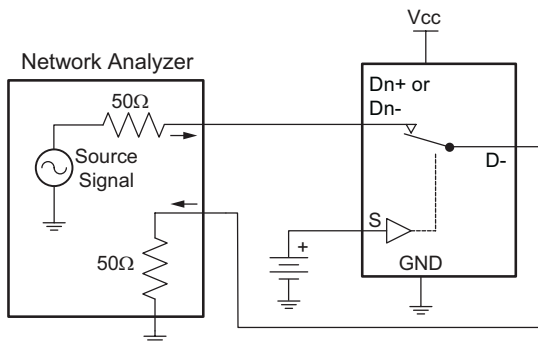 Vcc
Network Analyzer
Dn+ or
Dn-
50Ω
Source
Signal
D-
S
+
50Ω
GND